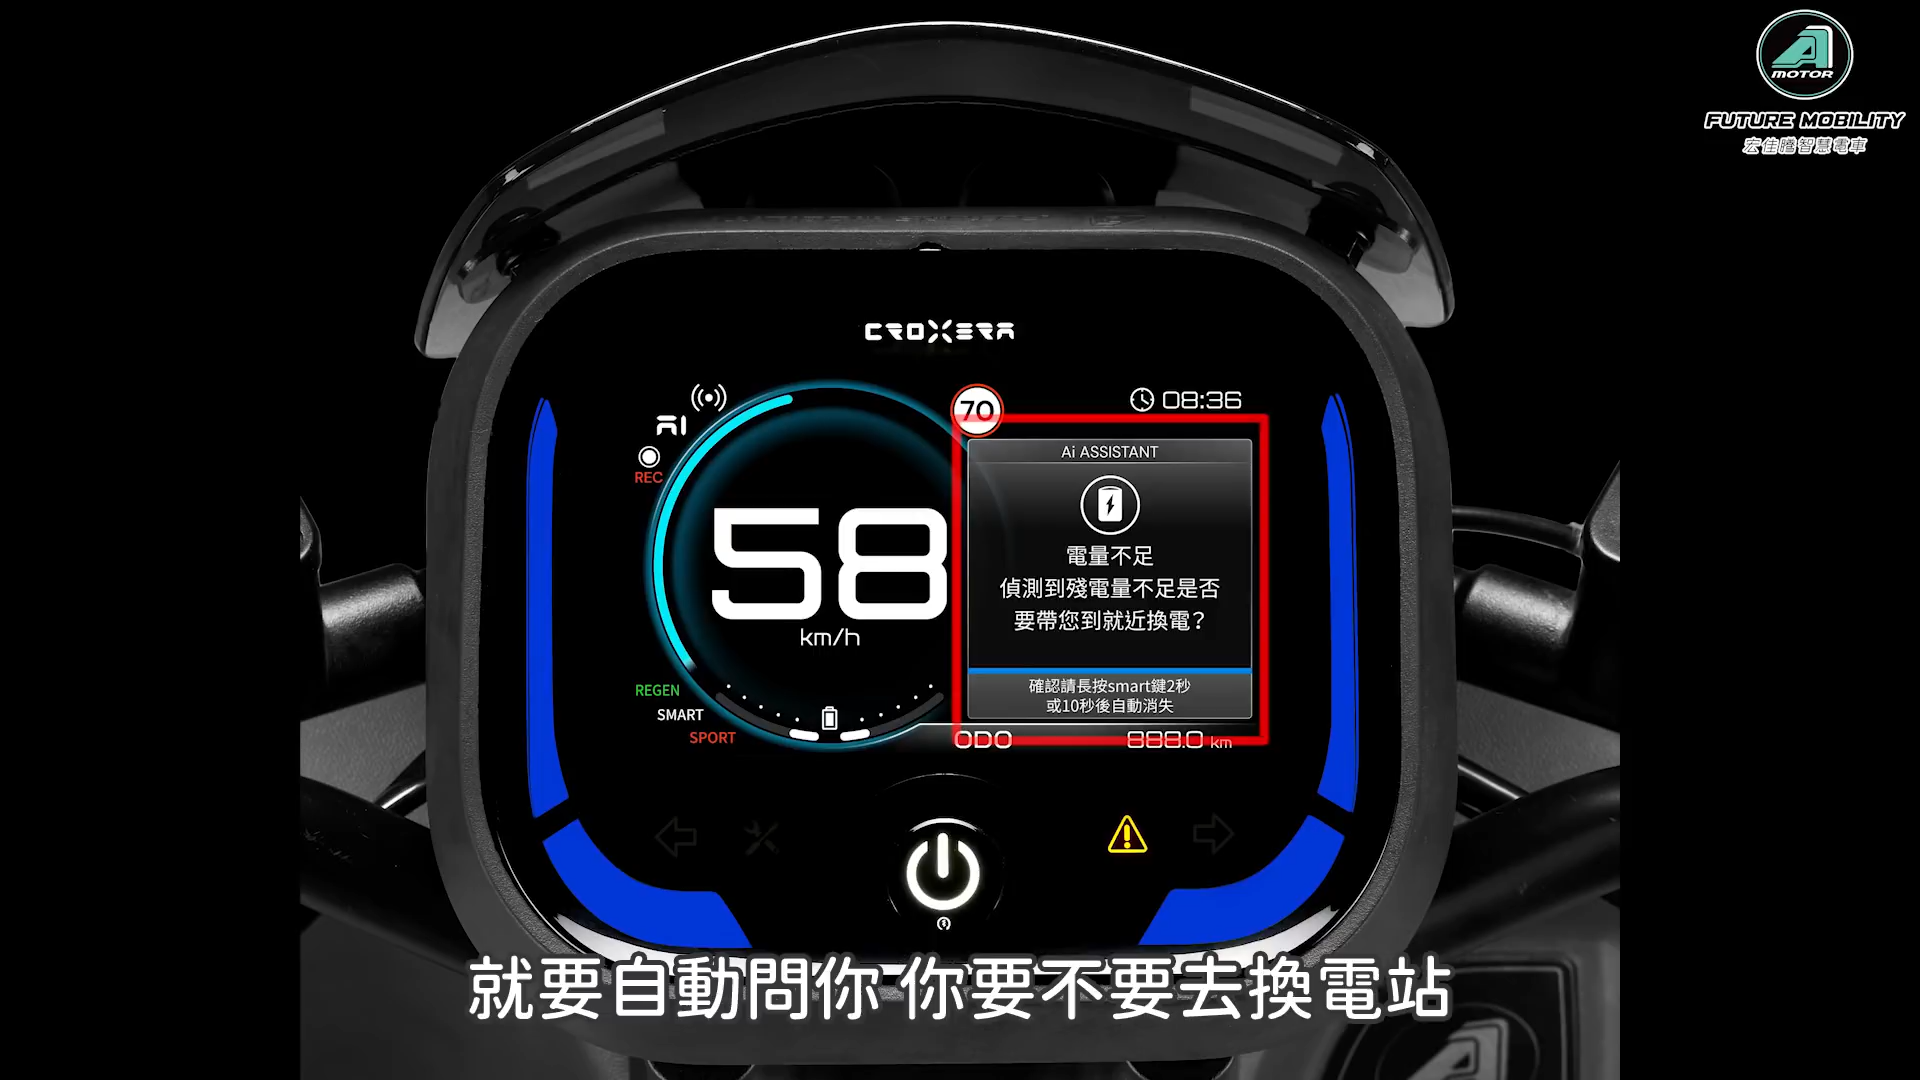 MOTOR
FUTURE MOBILITY
宏佳騰智慧電車
CROXERA
AI
REC
70
08:36
Ai ASSISTANT
電量不足
偵測到殘電量不足是否
要帶您到就近換電?
確認請長按smart鍵2秒
或10秒後自動消失
58
km/h
REGEN
SMART
SPORT
ODO
888.0 km
就要自動問你 你要不要去換電站